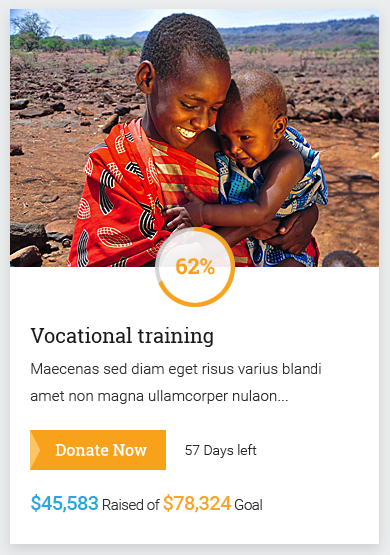 62%
Vocational training
Maecenas sed diam eget risus varius blandi
amet non magna ullamcorper nulaon...
Donate Now 57 Days left
$45,583 Raised of $78,324 Goal